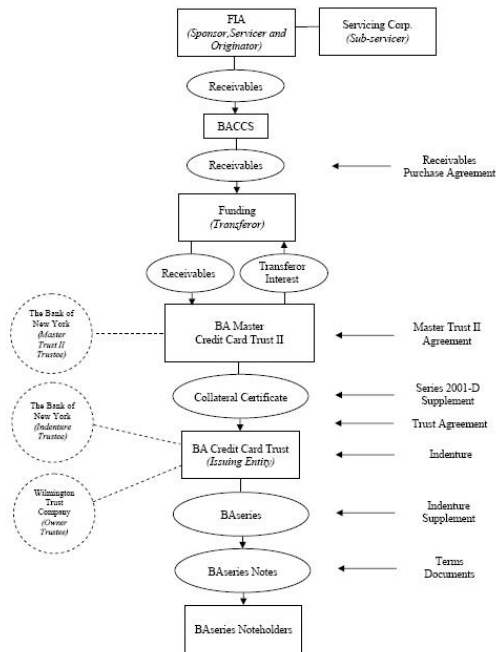 FIA
(Sponsor,Servicer and
Originator)
Servicing Corp.
(Sub-servicer)
Receivables
BACCS
Receivables
Receivables
Purchase Agreement
Funding
(Transferor)
Receivables
Transferor
Interest
The Bank of
New York
(Master
Trust II
Trustee)
BA Master
Credit Card Trust II
Master Trust II
Agreement
Collateral Certificate
Series 2001-D
Supplement
Trust Agreement
The Bank of
New York
(Indenture
Trustee)
BA Credit Card Trust
(Issuing Entity)
Indenture
Wilmington
Trust
Company
(Owner
Trustee)
BAseries
Indenture
Supplement
BAseries Notes
Terms
Documents
BAseries Noteholders